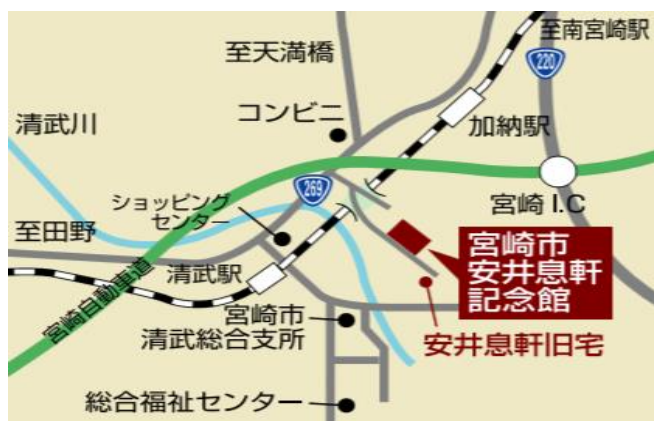 至南宮崎駅
至天満橋
220
コンビニ
清武川
加納駅
269
宮崎I.C
ショッピング
センター
至田野
宮崎市
安井息軒
記念館
清武駅
宮崎自動車道
宮崎市
清武総合支所
安井息軒旧宅
総合福祉センター